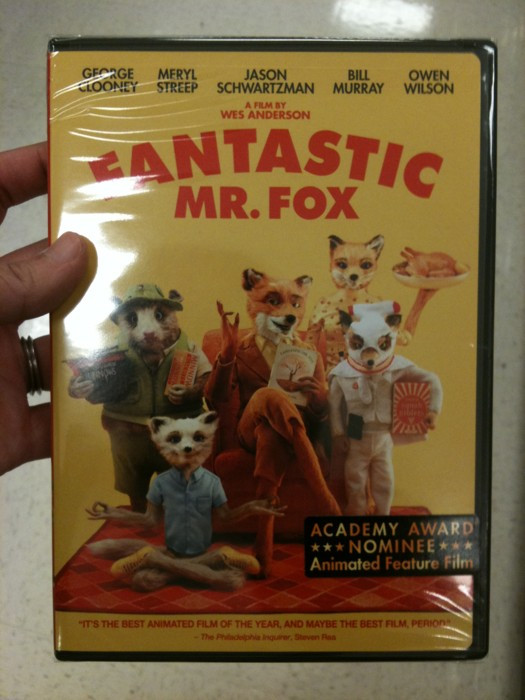 GEORGE CLOONEY
MERYL STREEP
JASON SCHWARTZMAN
BILL MURRAY
OWEN WILSON
A FILM BY
WES ANDERSON
FANTASTIC
MR. FOX
ACADEMY AWARD
★★★NOMINEE★★★
Animated Feature Film
"IT'S THE BEST ANIMATED FILM OF THE YEAR, AND MAYBE THE BEST FILM, PERIOD."
– The Philadelphia Inquirer, Steven Rea